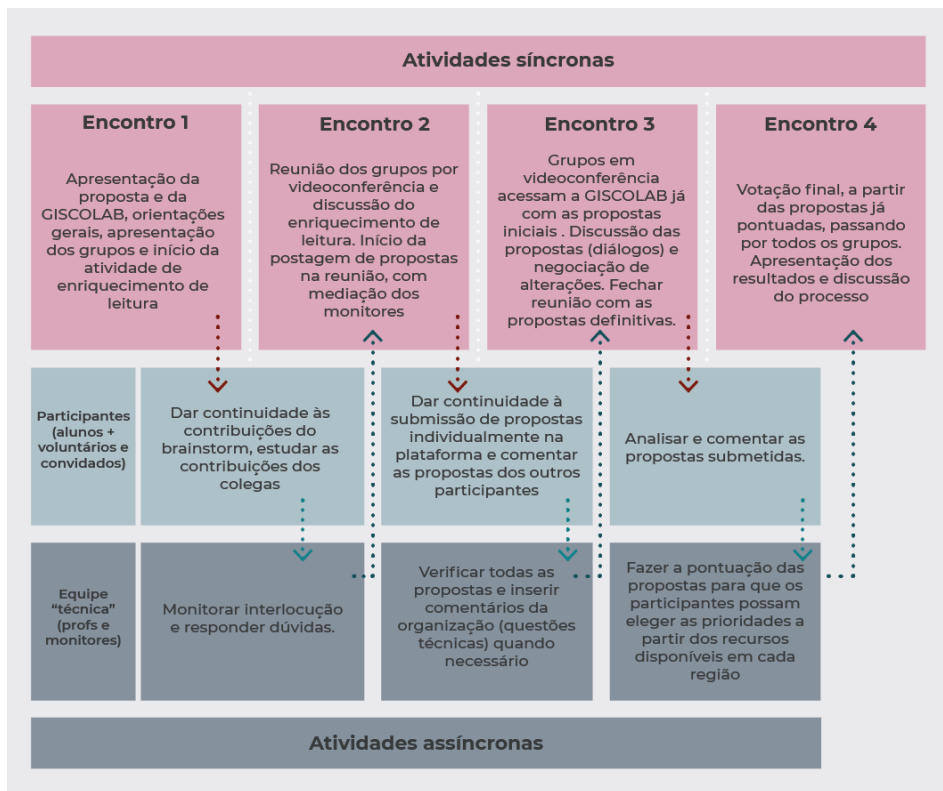 Atividades síncronas
Encontro 1
Apresentação da
proposta e da
GISCOLAB, orientações
gerais, apresentação
dos grupos e início da
atividade de
enriquecimento de
leitura
Encontro 2
Reunião dos grupos por
videoconferência e
discussão do
enriquecimento de
leitura. Início da
postagem de propostas
na reunião, com
mediação dos
monitores
Encontro 3
Grupos em
videoconferência
acessam a GISCOLAB já
com as propostas
iniciais . Discussão das
propostas (diálogos) e
negociação de
alterações. Fechar
reunião com as
propostas definitivas.
Encontro 4
Votação final, a partir
das propostas já
pontuadas, passando
por todos os grupos.
Apresentação dos
resultados e discussão
do processo
Participantes
(alunos +
voluntários e
convidados)
Dar continuidade às
contribuições do
brainstorm, estudar as
contribuições dos
colegas
Dar continuidade à
submissão de propostas
individualmente na
plataforma e comentar
as propostas dos outros
participantes
Analisar e comentar as
propostas submetidas.
Equipe
“técnica”
(profs e
monitores)
Monitorar interlocução
e responder dúvidas.
Verificar todas as
propostas e inserir
comentários da
organização (questões
técnicas) quando
necessário
Fazer a pontuação das
propostas para que os
participantes possam
eleger as prioridades a
partir dos recursos
disponíveis em cada
região
Atividades assíncronas